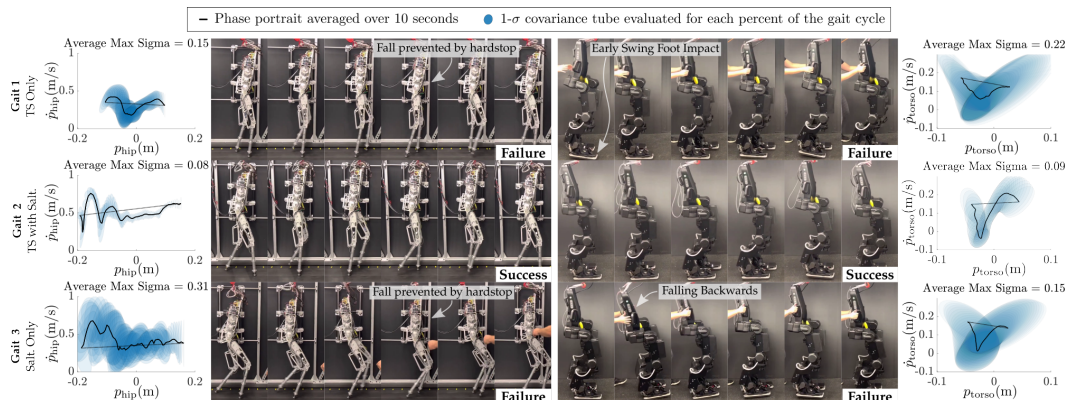 Phase portrait averaged over 10 seconds
1-σ covariance tube evaluated for each percent of the gait cycle
Average Max Sigma = 0.15
Gait 1
TS Only
ṗhip(m/s)
1
0.5
0
-0.2
0.2
phip(m)
Fall prevented by hardstop
Failure
Early Swing Foot Impact
Failure
Average Max Sigma = 0.22
ṗtorso(m/s)
0.2
0.1
0
-0.1
-0.1
0
0.1
ptorso(m)
Average Max Sigma = 0.08
Gait 2
TS with Salt.
ṗhip(m/s)
1
0.5
0
-0.2
0.2
phip(m)
Success
Success
Average Max Sigma = 0.09
ṗtorso(m/s)
0.2
0.1
0
-0.1
-0.1
0
0.1
ptorso(m)
Average Max Sigma = 0.31
Gait 3
Salt. Only
ṗhip(m/s)
1
0.5
0
-0.2
0.2
phip(m)
Fall prevented by hardstop
Failure
Falling Backwards
Failure
Average Max Sigma = 0.15
ṗtorso(m/s)
0.2
0.1
0
-0.1
-0.1
0
0.1
ptorso(m)